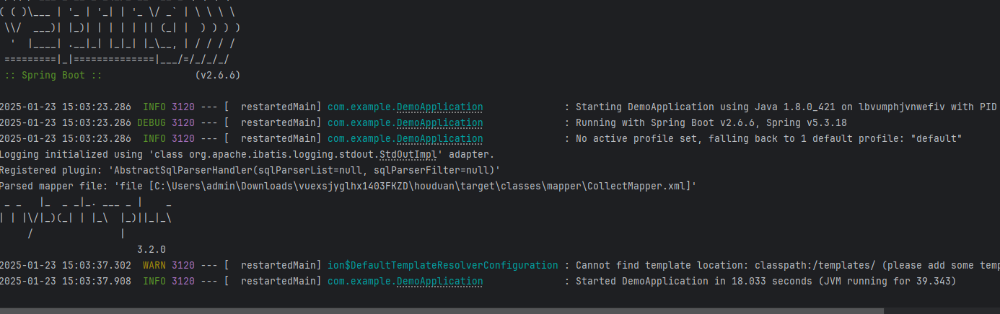 ( ( )\___ | '_ | '_| | '_ \/ _` | \ \ \ \
 \\/  ___)| |_)| | | | | || (_| |  ) ) ) )
  '  |____| .__|_| |_|_| |_\__, | / / / /
 =========|_|==============|___/=/_/_/_/
 :: Spring Boot ::                (v2.6.6)
2025-01-23 15:03:23.286  INFO 3120 --- [  restartedMain] com.example.DemoApplication              : Starting DemoApplication using Java 1.8.0_421 on lbvumphjvnwefiv with PID
2025-01-23 15:03:23.286 DEBUG 3120 --- [  restartedMain] com.example.DemoApplication              : Running with Spring Boot v2.6.6, Spring v5.3.18
2025-01-23 15:03:23.286  INFO 3120 --- [  restartedMain] com.example.DemoApplication              : No active profile set, falling back to 1 default profile: "default"
Logging initialized using 'class org.apache.ibatis.logging.stdout.StdOutImpl' adapter.
Registered plugin: 'AbstractSqlParserHandler(sqlParserList=null, sqlParserFilter=null)'
Parsed mapper file: 'file [C:\Users\admin\Downloads\vuexsjyglhx1403FKZD\houduan\target\classes\mapper\CollectMapper.xml]'
 _ _   |_  _ _|_. ___ _ |    _
| | |\/|_)(_| | |_\  |_)||_|_\
     /               |
                        3.2.0
2025-01-23 15:03:37.302  WARN 3120 --- [  restartedMain] ion$DefaultTemplateResolverConfiguration : Cannot find template location: classpath:/templates/ (please add some temp
2025-01-23 15:03:37.908  INFO 3120 --- [  restartedMain] com.example.DemoApplication              : Started DemoApplication in 18.033 seconds (JVM running for 39.343)